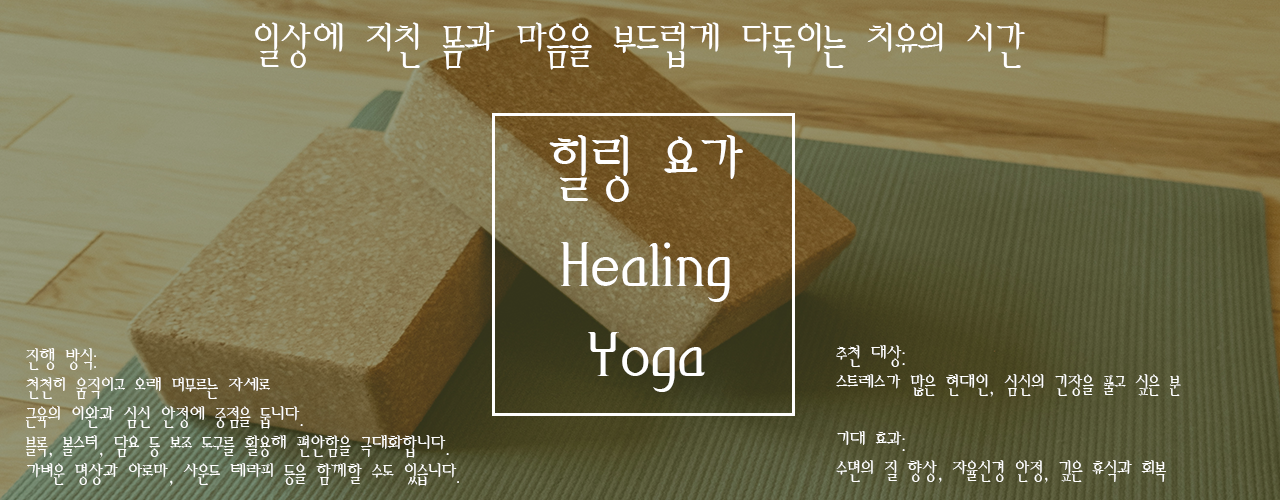 일상에 지친 몸과 마음을 부드럽게 다독이는 치유의 시간
힐링 요가
Healing
Yoga
진행 방식:
천천히 움직이고 오래 머무르는 자세로
근육의 이완과 심신 안정에 중점을 둡니다.
블록, 볼스터, 담요 등 보조 도구를 활용해 편안함을 극대화합니다.
가벼운 명상과 아로마, 사운드 테라피 등을 함께할 수도 있습니다.
추천 대상:
스트레스가 많은 현대인, 심신의 긴장을 풀고 싶은 분
기대 효과:
수면의 질 향상, 자율신경 안정, 깊은 휴식과 회복